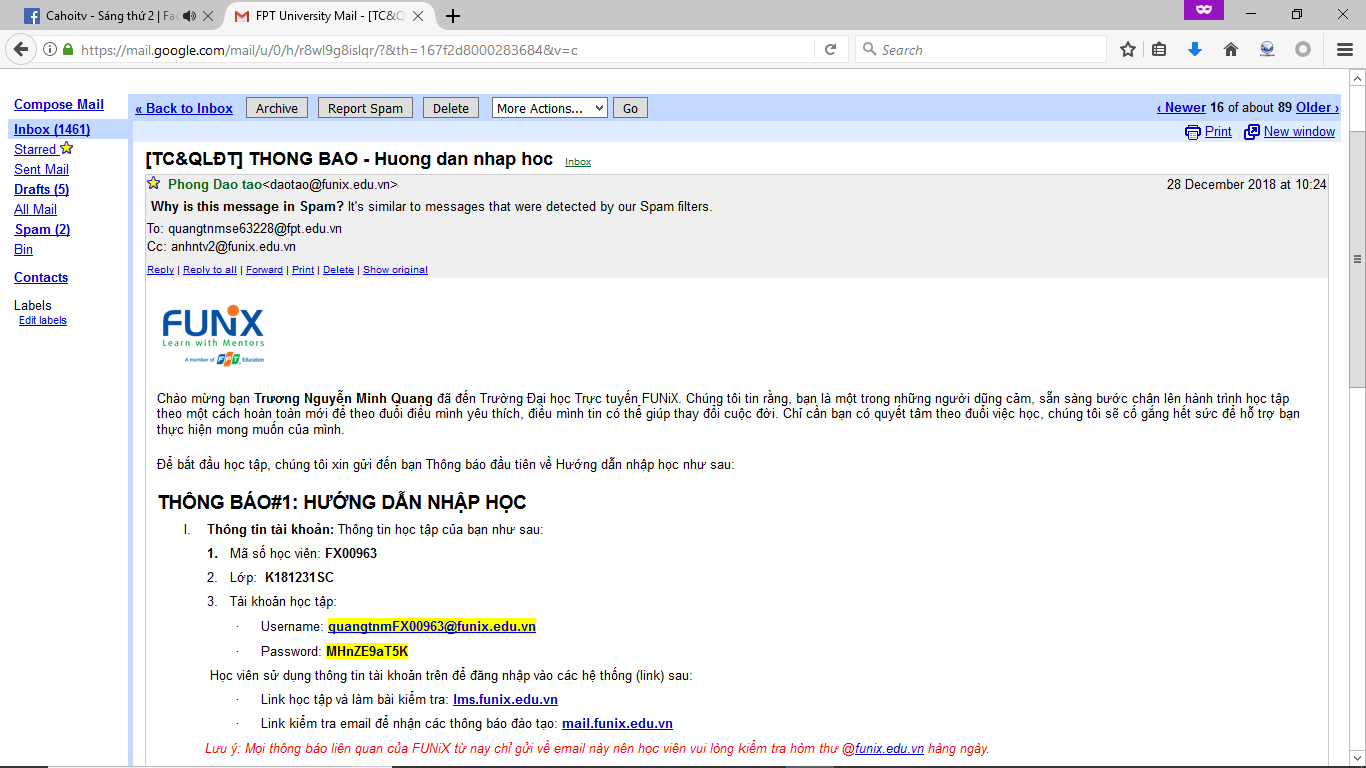 Cahoitv - Sáng thứ 2 | Fac
FPT University Mail - [TC&Q
https://mail.google.com/mail/u/0/h/r8wl9g8islqr/?&th=167f2d8000283684&v=c
Search
Compose Mail
« Back to Inbox Archive Report Spam Delete More Actions... Go ‹ Newer 16 of about 89 Older ›
Inbox (1461)
Print New window
Starred
Sent Mail
Drafts (5)
All Mail
Spam (2)
Bin
Contacts
Labels
Edit labels
[TC&QLĐT] THONG BAO - Huong dan nhap hoc Inbox
Phong Dao tao<daotao@funix.edu.vn> 28 December 2018 at 10:24
Why is this message in Spam? It's similar to messages that were detected by our Spam filters.
To: quangtnmse63228@fpt.edu.vn
Cc: anhntv2@funix.edu.vn
Reply | Reply to all | Forward | Print | Delete | Show original
FUNiX
Learn with Mentors
A member of FPT Education
Chào mừng bạn Trương Nguyễn Minh Quang đã đến Trường Đại học Trực tuyến FUNiX. Chúng tôi tin rằng, bạn là một trong những người dũng cảm, sẵn sàng bước chân lên hành trình học tập
theo một cách hoàn toàn mới để theo đuổi điều mình yêu thích, điều mình tin có thể giúp thay đổi cuộc đời. Chỉ cần bạn có quyết tâm theo đuổi việc học, chúng tôi sẽ cố gắng hết sức để hỗ trợ bạn
thực hiện mong muốn của mình.
Để bắt đầu học tập, chúng tôi xin gửi đến bạn Thông báo đầu tiên về Hướng dẫn nhập học như sau:
THÔNG BÁO#1: HƯỚNG DẪN NHẬP HỌC
I. Thông tin tài khoản: Thông tin học tập của bạn như sau:
1. Mã số học viên: FX00963
2. Lớp: K181231SC
3. Tài khoản học tập:
· Username: quangtnmFX00963@funix.edu.vn
· Password: MHnZE9aT5K
Học viên sử dụng thông tin tài khoản trên để đăng nhập vào các hệ thống (link) sau:
· Link học tập và làm bài kiểm tra: lms.funix.edu.vn
· Link kiểm tra email để nhận các thông báo đào tạo: mail.funix.edu.vn
Lưu ý: Mọi thông báo liên quan của FUNiX từ nay chỉ gửi về email này nên học viên vui lòng kiểm tra hòm thư @funix.edu.vn hàng ngày.